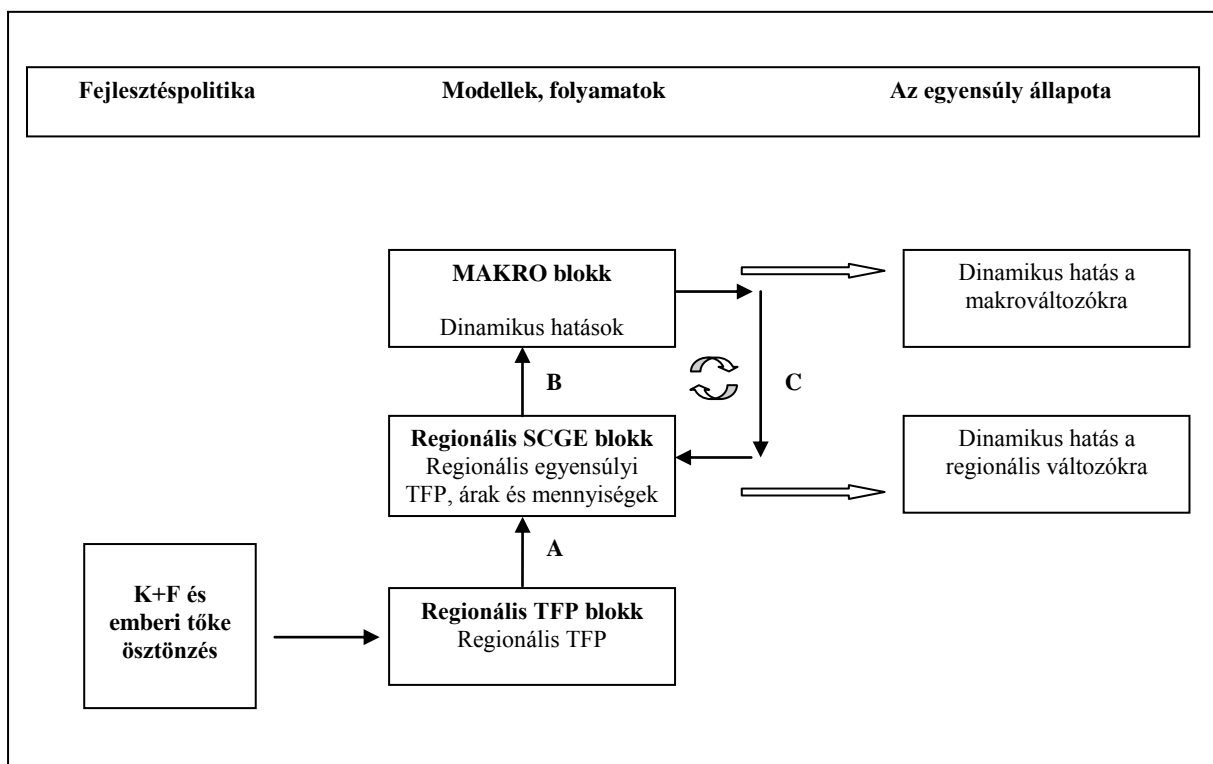 Fejlesztéspolitika
Modellek, folyamatok
Az egyensúly állapota
MAKRO blokk
Dinamikus hatások
Dinamikus hatás a
makrováltozókra
B
C
Regionális SCGE blokk
Regionális egyensúlyi
TFP, árak és mennyiségek
Dinamikus hatás a
regionális változókra
A
K+F és
emberi tőke
ösztönzés
Regionális TFP blokk
Regionális TFP